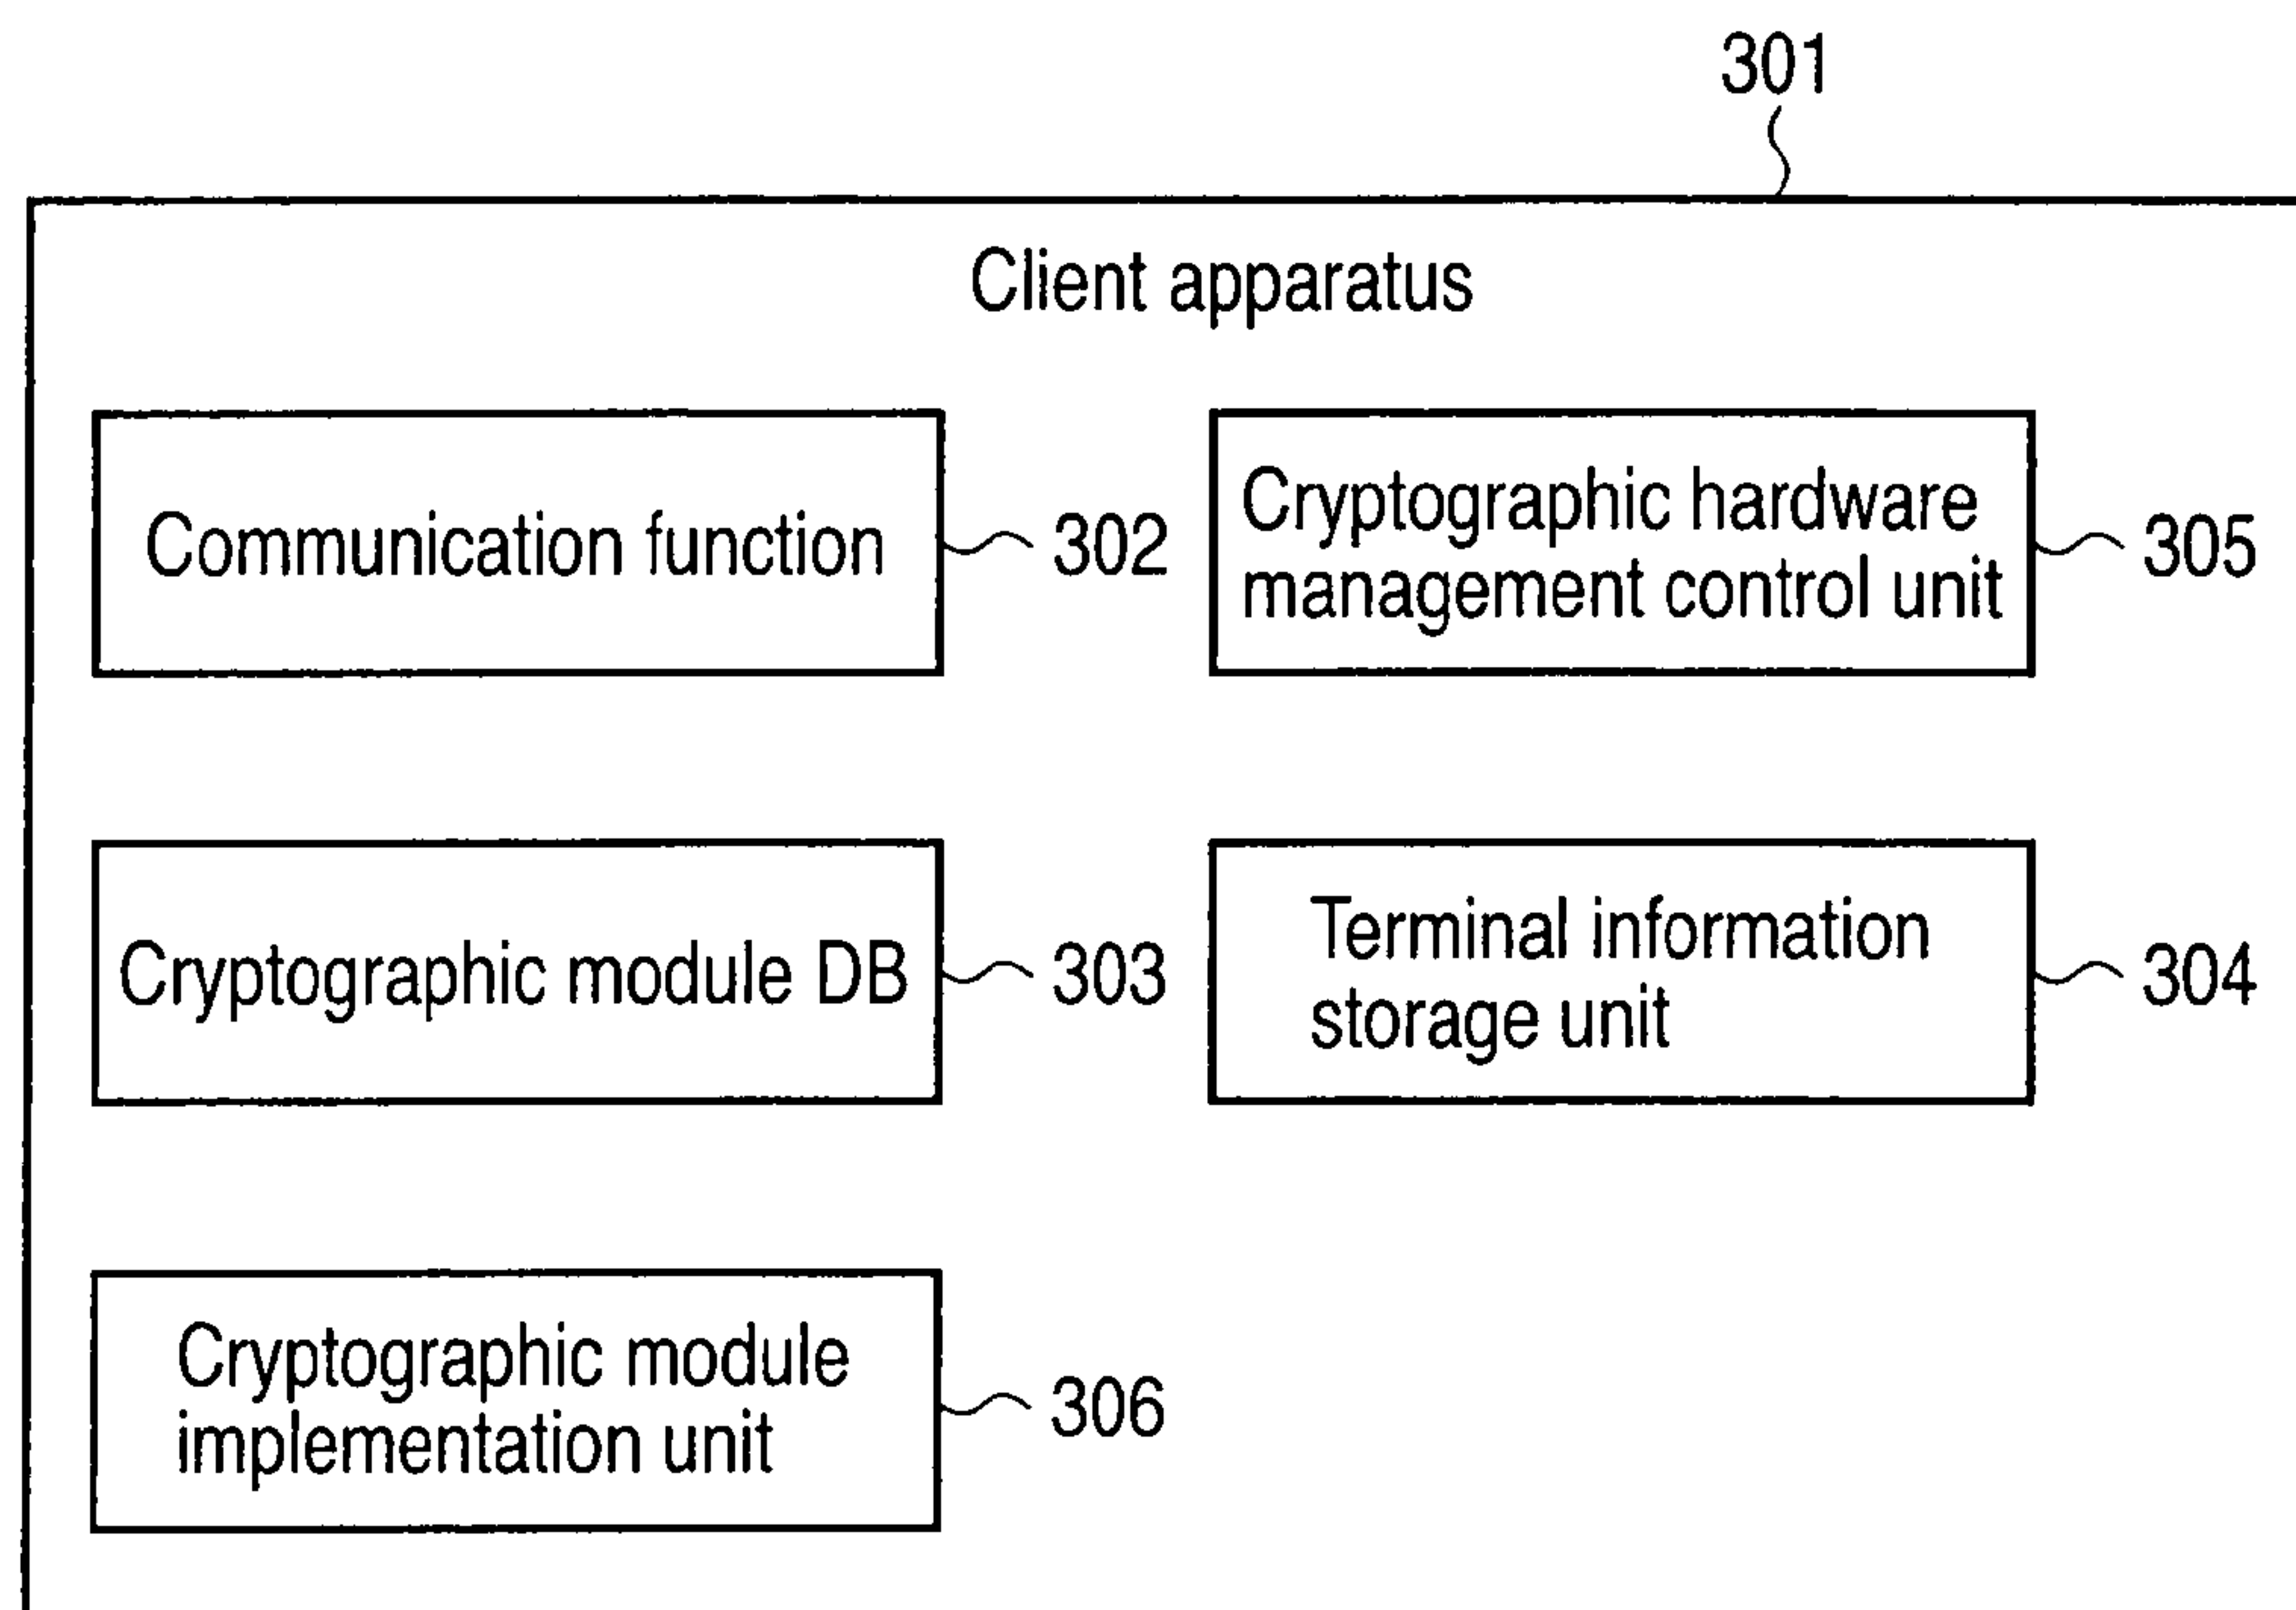 301
Client apparatus
Communication function
302
Cryptographic hardware
management control unit
305
Cryptographic module DB
303
Terminal information
storage unit
304
Cryptographic module
implementation unit
306